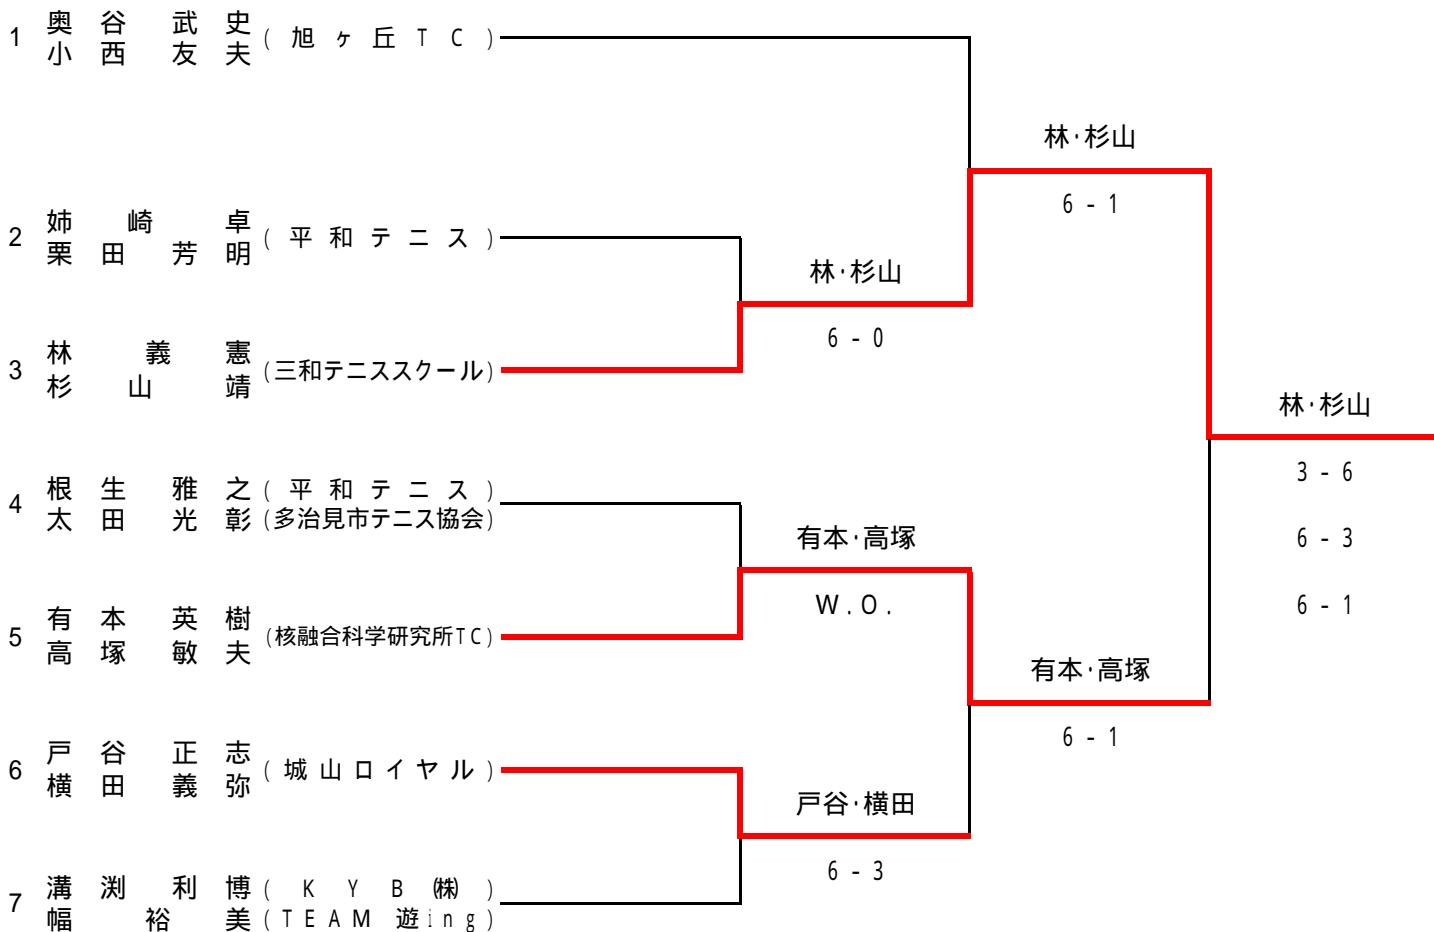 1 奥谷 武史 (旭ヶ丘TC)
小西 友夫
林・杉山
6-1
2 姉崎 卓 (平和テニス)
栗田芳明
林・杉山
6-0
3 林 義憲 (三和テニススクール)
杉山 靖
林・杉山
3-6
6-3
6-1
4 根生 雅之 (平和テニス)
太田 光彰 (多治見市テニス協会)
有本・高塚
W.O.
5 有本 英樹 (核融合科学研究所TC)
高塚 敏夫
有本・高塚
6-1
6 戸谷 正志 (城山ロイヤル)
横田 義弥
戸谷・横田
6-3
7 溝渕 利博 (KYB㈱)
幅 裕美 (TEAM 遊ing)